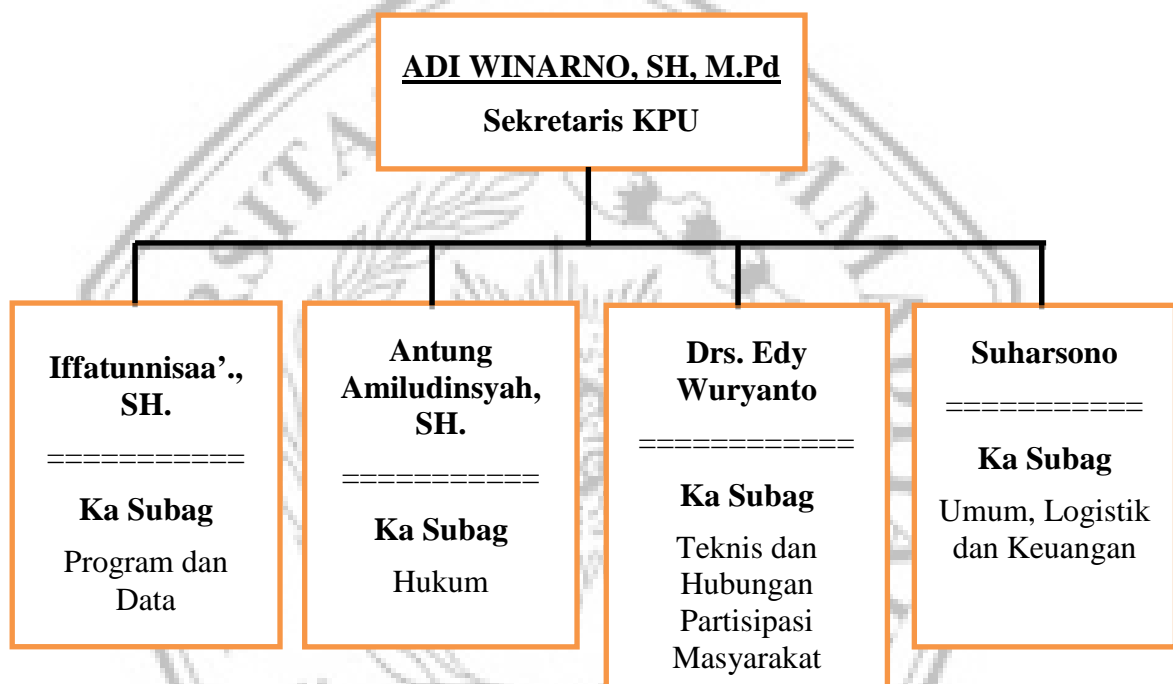 ADI WINARNO, SH, M.Pd
Sekretaris KPU
Iffatunnisaa’.,
SH.
===========
Ka Subag
Program dan
Data
Antung
Amiludinsyah,
SH.
===========
Ka Subag
Hukum
Drs. Edy
Wuryanto
============
Ka Subag
Teknis dan
Hubungan
Partisipasi
Masyarakat
Suharsono
===========
Ka Subag
Umum, Logistik
dan Keuangan